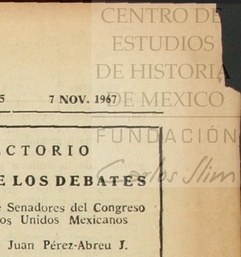 CENTRO DE
ESTUDIOS
DE HISTORIA
DE MEXICO
FUNDACIÓN
Carlos Slim
5 7 NOV. 1967
ECTORIO
E LOS DEBATES
e Senadores del Congreso
os Unidos Mexicanos
Juan Pérez-Abreu J.